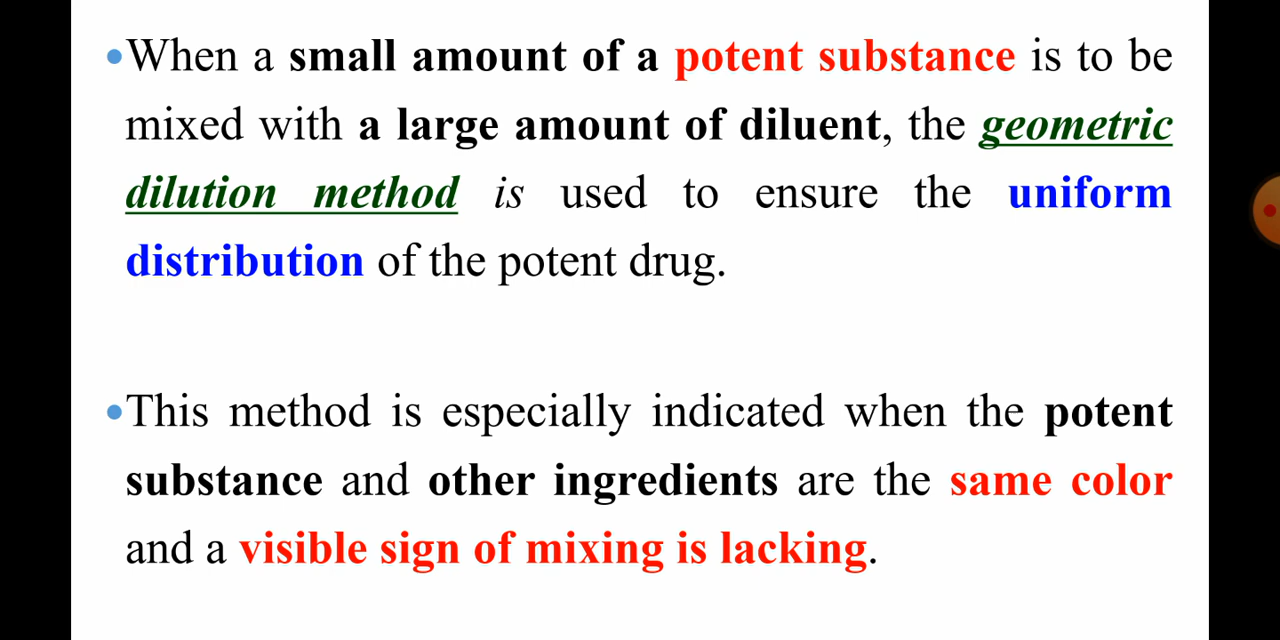 •When a small amount of a potent substance is to be
mixed with a large amount of diluent, the geometric
dilution method is used to ensure the uniform
distribution of the potent drug.
•This method is especially indicated when the potent
substance and other ingredients are the same color
and a visible sign of mixing is lacking.